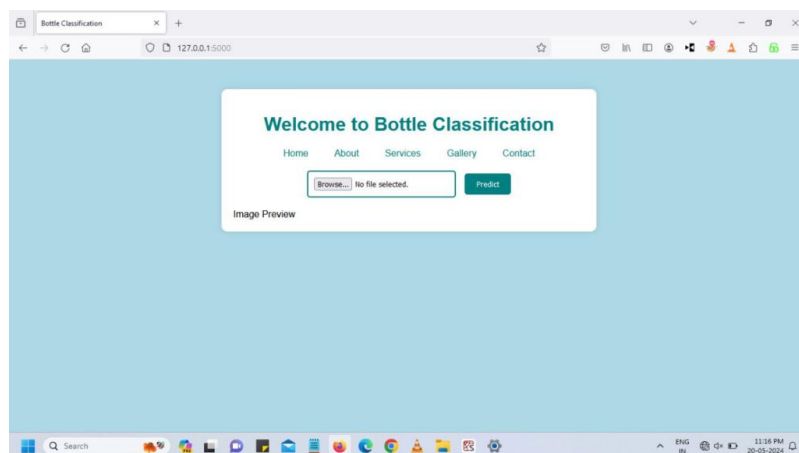 Bottle Classification
127.0.0.1:5000
Welcome to Bottle Classification
Home About Services Gallery Contact
Browse... No file selected. Predict
Image Preview
Search
ENG
IN
11:16 PM
20-05-2024